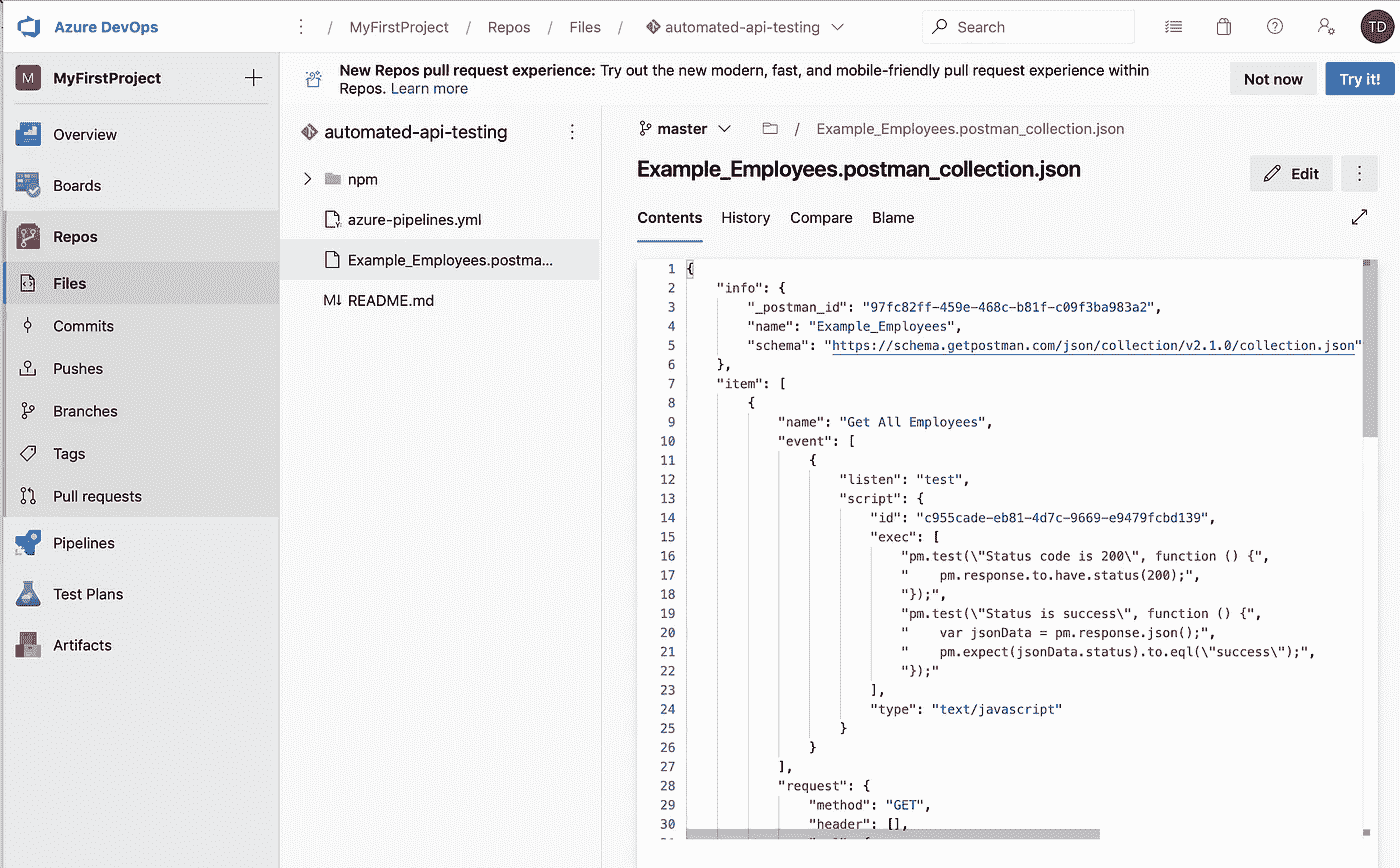 Azure DevOps / MyFirstProject / Repos / Files / automated-api-testing Search TD
M MyFirstProject
Overview
Boards
Repos
Files
Commits
Pushes
Branches
Tags
Pull requests
Pipelines
Test Plans
Artifacts
New Repos pull request experience: Try out the new modern, fast, and mobile-friendly pull request experience within
Repos. Learn more
Not now
Try it!
automated-api-testing
npm
azure-pipelines.yml
Example_Employees.postma...
README.md
master / Example_Employees.postman_collection.json
Example_Employees.postman_collection.json
Edit
Contents History Compare Blame
1 {
2 "info": {
3 "_postman_id": "97fc82ff-459e-468c-b81f-c09f3ba983a2",
4 "name": "Example_Employees",
5 "schema": "https://schema.getpostman.com/json/collection/v2.1.0/collection.json"
6 },
7 "item": [
8 {
9 "name": "Get All Employees",
10 "event": [
11 {
12 "listen": "test",
13 "script": {
14 "id": "c955cade-eb81-4d7c-9669-e9479fcbd139",
15 "exec": [
16 "pm.test(\"Status code is 200\", function () {",
17 "    pm.response.to.have.status(200);",
18 "});",
19 "pm.test(\"Status is success\", function () {",
20 "    var jsonData = pm.response.json();",
21 "    pm.expect(jsonData.status).to.eql(\"success\");",
22 "});"
23 ],
24 "type": "text/javascript"
25 }
26 }
27 ],
28 "request": {
29 "method": "GET",
30 "header": [],